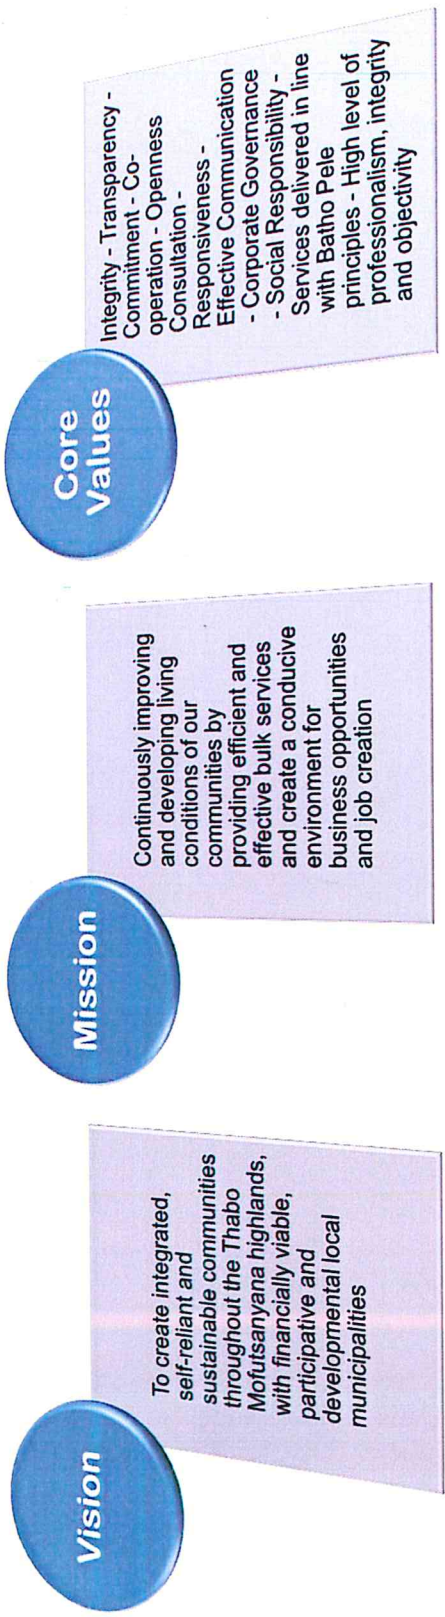 Vision
To create integrated,
self-reliant and
sustainable communities
throughout the Thabo
Mofutsanyana highlands,
with financially viable,
participative and
developmental local
municipalities
Mission
Continuously improving
and developing living
conditions of our
communities by
providing efficient and
effective bulk services
and create a conducive
environment for
business opportunities
and job creation
Core
Values
Integrity - Transparency -
Commitment - Co-
operation - Openness
Consultation -
Responsiveness -
Effective Communication
- Corporate Governance
- Social Responsibility -
Services delivered in line
with Batho Pele
principles - High level of
professionalism, integrity
and objectivity